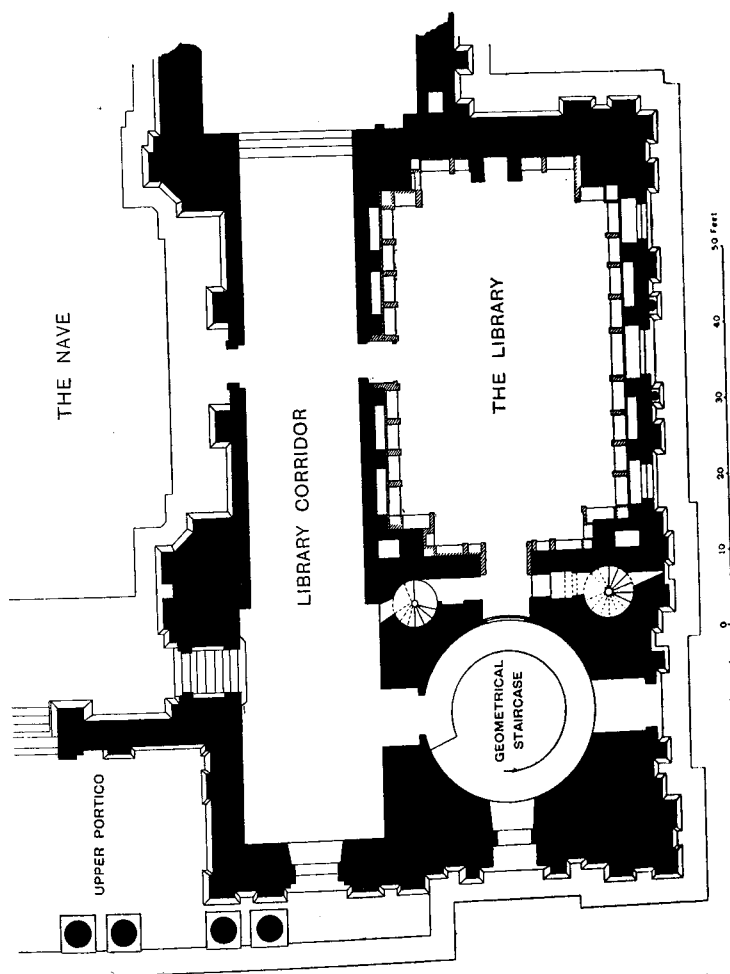 THE NAVE
LIBRARY CORRIDOR
THE LIBRARY
GEOMETRICAL
STAIRCASE
UPPER PORTICO
0 10 20 30 40 50 Feet